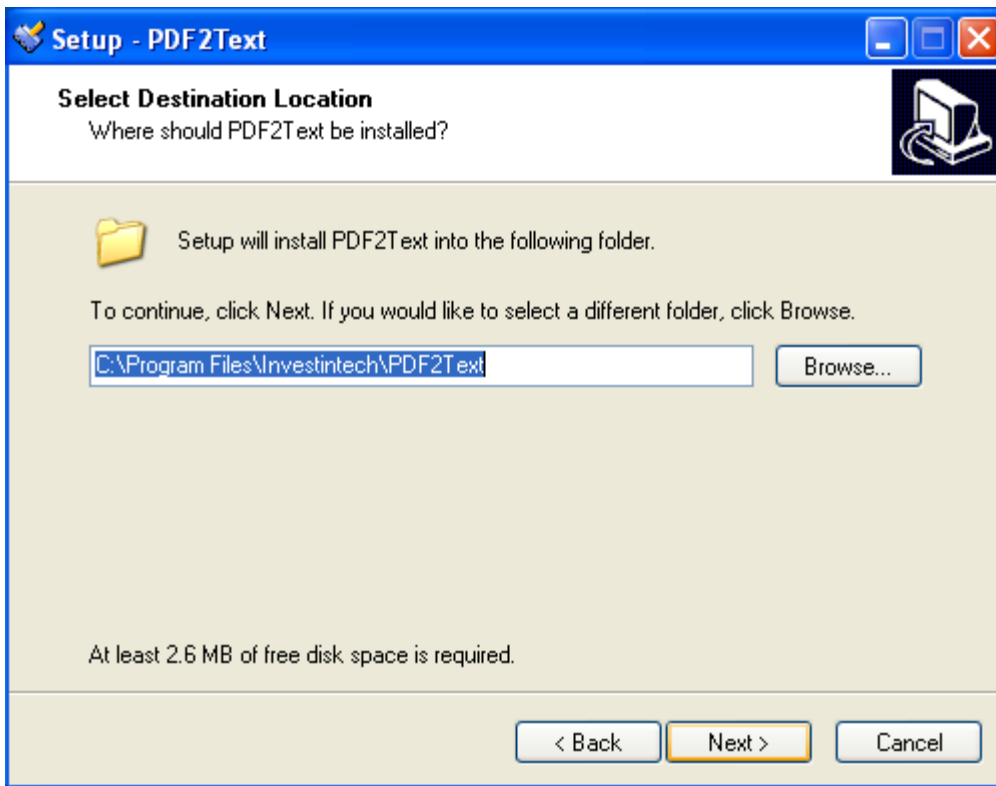 Setup - PDF2Text
Select Destination Location
Where should PDF2Text be installed?
Setup will install PDF2Text into the following folder.
To continue, click Next. If you would like to select a different folder, click Browse.
C:\Program Files\Investintech\PDF2Text
Browse...
At least 2.6 MB of free disk space is required.
< Back
Next >
Cancel